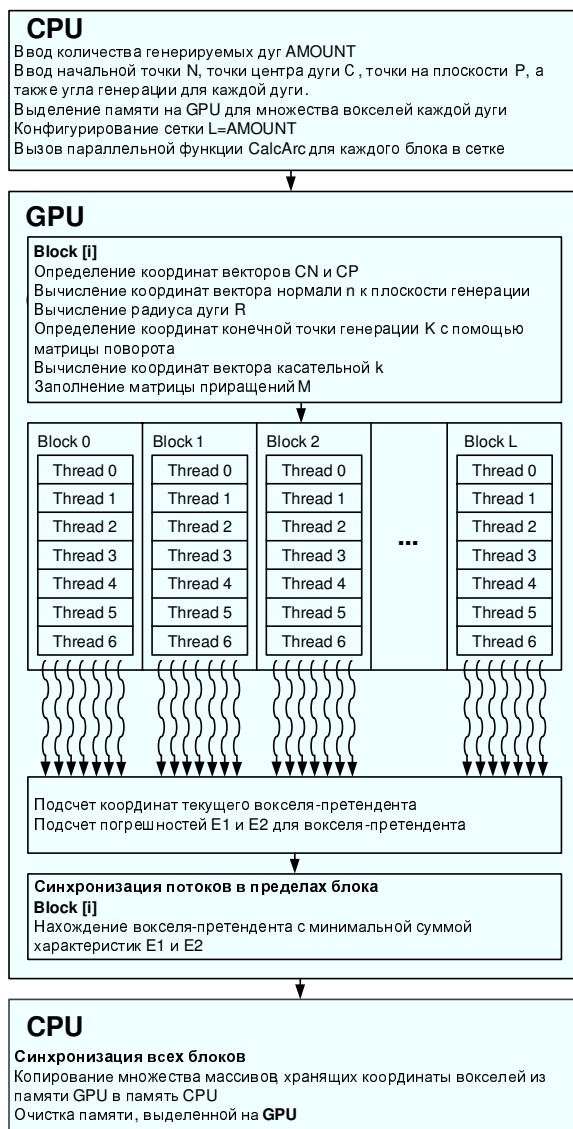 CPU
Ввод количества генерируемых дуг AMOUNT
Ввод начальной точки N, точки центра дуги C , точки на плоскости P, а
также угла генерации для каждой дуги.
Выделение памяти на GPU для множества вокселей каждой дуги
Конфигурирование сетки L=AMOUNT
Вызов параллельной функции CalcArc для каждого блока в сетке
GPU
Block [i]
Определение координат векторов CN и CP
Вычисление координат вектора нормали n к плоскости генерации
Вычисление радиуса дуги R
Определение координат конечной точки генерации K с помощью
матрицы поворота
Вычисление координат вектора касательной k
Заполнение матрицы приращений M
Block 0
Thread 0
Thread 1
Thread 2
Thread 3
Thread 4
Thread 5
Thread 6
Block 1
Thread 0
Thread 1
Thread 2
Thread 3
Thread 4
Thread 5
Thread 6
Block 2
Thread 0
Thread 1
Thread 2
Thread 3
Thread 4
Thread 5
Thread 6
...
Block L
Thread 0
Thread 1
Thread 2
Thread 3
Thread 4
Thread 5
Thread 6
Подсчет координат текущего вокселя-претендента
Подсчет погрешностей E1 и E2 для вокселя-претендента
Синхронизация потоков в пределах блока
Block [i]
Нахождение вокселя-претендента с минимальной суммой
характеристик E1 и E2
CPU
Синхронизация всех блоков
Копирование множества массивов, хранящих координаты вокселей из
памяти GPU в память CPU
Очистка памяти, выделенной на GPU